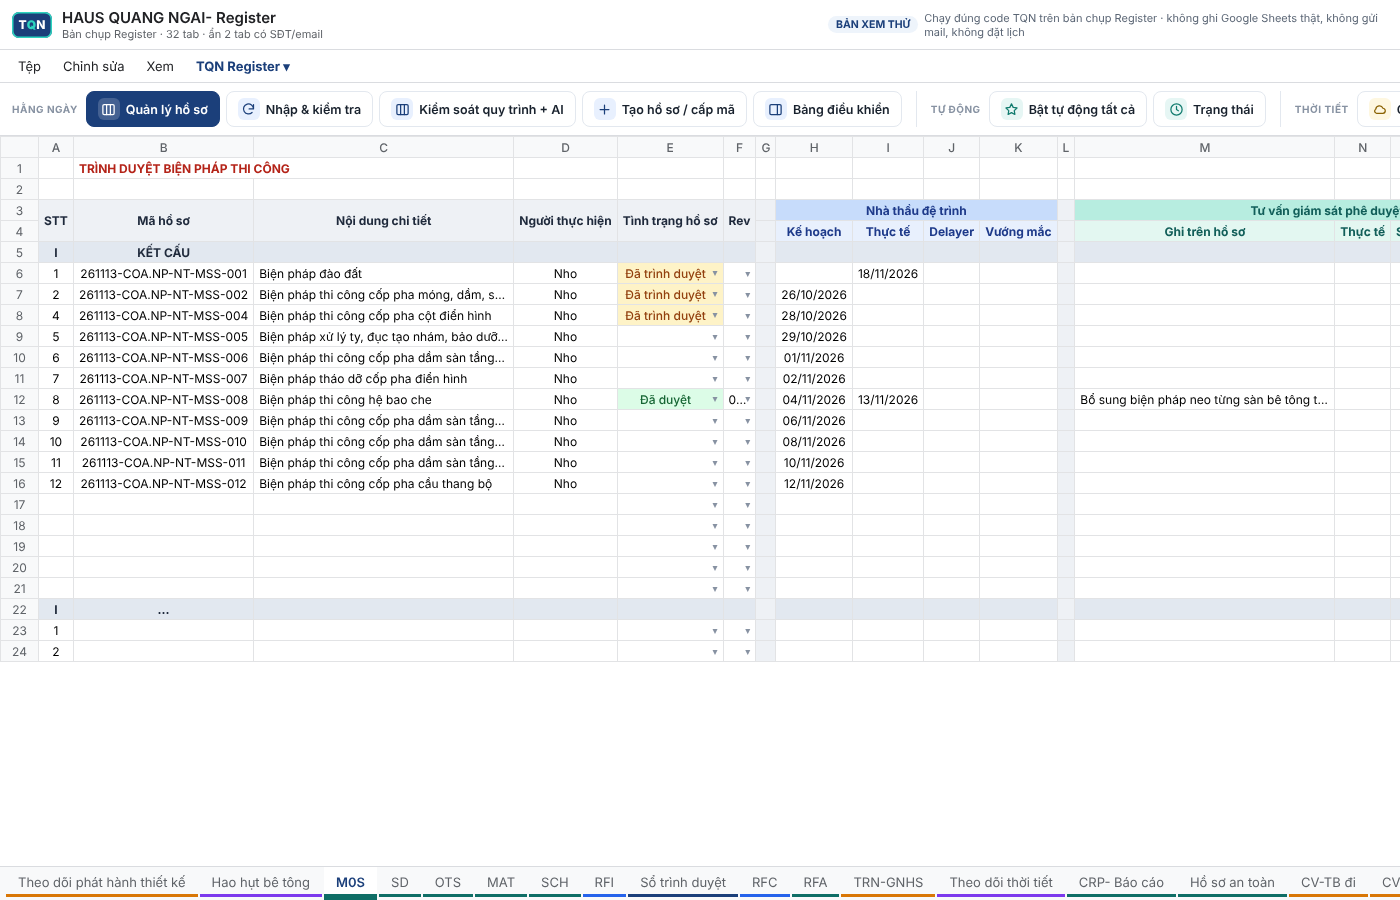 TQN
HAUS QUANG NGAI- Register
Bản chụp Register · 32 tab · ẩn 2 tab có SĐT/email
BẢN XEM THỬ
Chạy đúng code TQN trên bản chụp Register · không ghi Google Sheets thật, không gửi
mail, không đặt lịch
Tệp Chỉnh sửa Xem TQN Register ▾
HẰNG NGÀY Quản lý hồ sơ Nhập & kiểm tra Kiểm soát quy trình + AI Tạo hồ sơ / cấp mã Bảng điều khiển TỰ ĐỘNG Bật tự động tất cả Trạng thái THỜI TIẾT
A B C D E F G H I J K L M N
1 TRÌNH DUYỆT BIỆN PHÁP THI CÔNG
2
3 STT Mã hồ sơ Nội dung chi tiết Người thực hiện Tình trạng hồ sơ Rev Nhà thầu đệ trình Tư vấn giám sát phê duyệ
4 Kế hoạch Thực tế Delayer Vướng mắc Ghi trên hồ sơ Thực tế S
5 I KẾT CẤU
6 1 261113-COA.NP-NT-MSS-001 Biện pháp đào đất Nho Đã trình duyệt 18/11/2026
7 2 261113-COA.NP-NT-MSS-002 Biện pháp thi công cốp pha móng, dầm, s... Nho Đã trình duyệt 26/10/2026
8 4 261113-COA.NP-NT-MSS-004 Biện pháp thi công cốp pha cột điển hình Nho Đã trình duyệt 28/10/2026
9 5 261113-COA.NP-NT-MSS-005 Biện pháp xử lý ty, đục tạo nhám, bảo dưỡ... Nho 29/10/2026
10 6 261113-COA.NP-NT-MSS-006 Biện pháp thi công cốp pha dầm sàn tầng... Nho 01/11/2026
11 7 261113-COA.NP-NT-MSS-007 Biện pháp tháo dỡ cốp pha điển hình Nho 02/11/2026
12 8 261113-COA.NP-NT-MSS-008 Biện pháp thi công hệ bao che Nho Đã duyệt 0... 04/11/2026 13/11/2026 Bổ sung biện pháp neo từng sàn bê tông t...
13 9 261113-COA.NP-NT-MSS-009 Biện pháp thi công cốp pha dầm sàn tầng... Nho 06/11/2026
14 10 261113-COA.NP-NT-MSS-010 Biện pháp thi công cốp pha dầm sàn tầng... Nho 08/11/2026
15 11 261113-COA.NP-NT-MSS-011 Biện pháp thi công cốp pha dầm sàn tầng... Nho 10/11/2026
16 12 261113-COA.NP-NT-MSS-012 Biện pháp thi công cốp pha cầu thang bộ Nho 12/11/2026
17
18
19
20
21
22 I ...
23 1
24 2
Theo dõi phát hành thiết kế Hao hụt bê tông M0S SD OTS MAT SCH RFI Sổ trình duyệt RFC RFA TRN-GNHS Theo dõi thời tiết CRP- Báo cáo Hồ sơ an toàn CV-TB đi CV